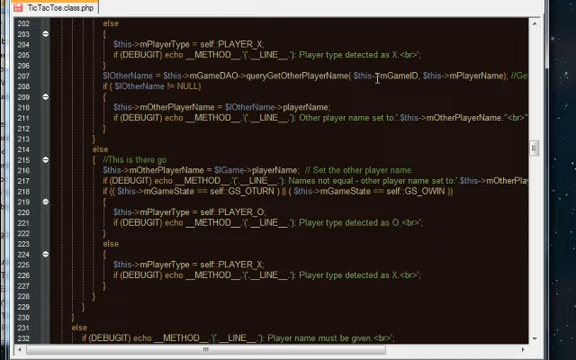 TicTacToe.class.php
202 else
203 {
204 $this->mPlayerType = self::PLAYER_X;
205 if (DEBUGIT) echo __METHOD__.'('.__LINE__.'): Player type detected as X.<br>';
206 }
207 $lOtherName = $this->mGameDAO->queryGetOtherPlayerName( $this->mGameID, $this->mPlayerName); //Ge
208 if ( $lOtherName != NULL)
209 {
210 $this->mOtherPlayerName = $lOtherName->playerName;
211 if (DEBUGIT) echo __METHOD__.'('.__LINE__.'): Other player name set to:'.$this->mOtherPlayerName."<br>"
212 }
213 }
214 else
215 { //This is there go
216 $this->mOtherPlayerName = $lGame->playerName; // Set the other player name
217 if (DEBUGIT) echo __METHOD__.'('.__LINE__.'): Names not equal - other player name set to:'.$this->mOtherP
218 if (( $this->mGameState == self::GS_OTURN ) || ( $this->mGameState == self::GS_OWIN ))
219 {
220 $this->mPlayerType = self::PLAYER_O;
221 if (DEBUGIT) echo __METHOD__.'('.__LINE__.'): Player type detected as O.<br>';
222 }
223 else
224 {
225 $this->mPlayerType = self::PLAYER_X;
226 if (DEBUGIT) echo __METHOD__.'('.__LINE__.'): Player type detected as X.<br>';
227 }
228 }
229 }
230 }
231 else
232 if (DEBUGIT) echo __METHOD__.'('.__LINE__.'): Player name must be given.<br>';